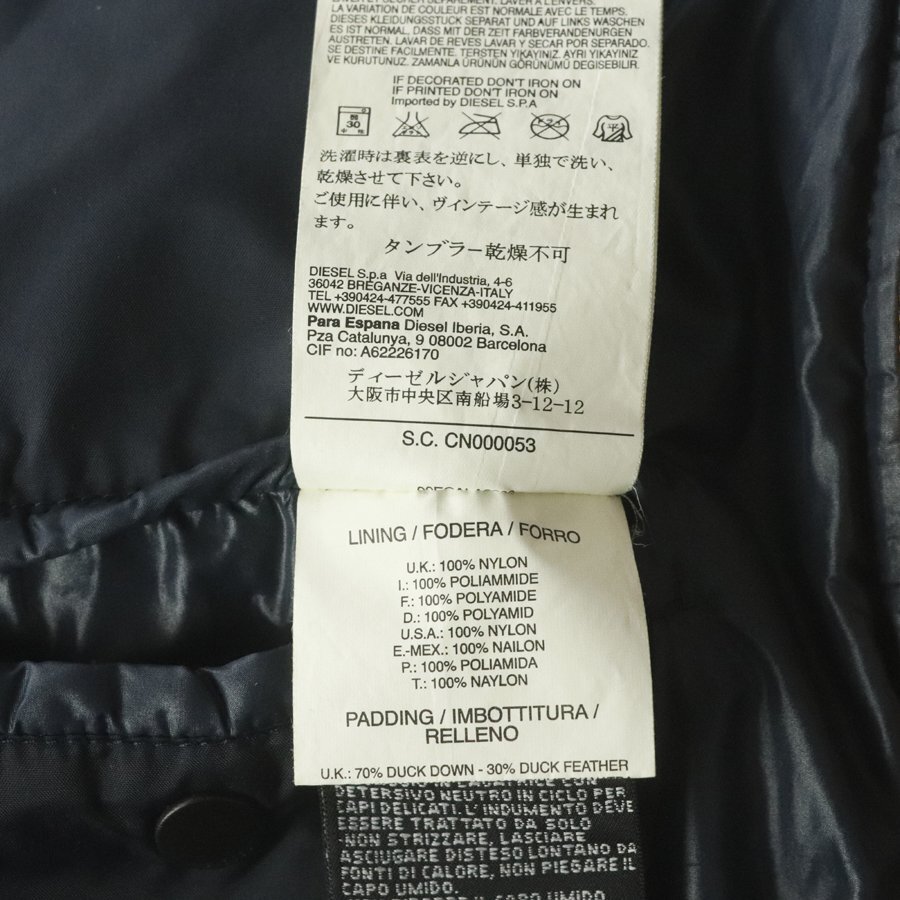 LA VARIATION DE COULEUR EST NORMALE AVEC LE TEMPS.
DIESES KLEIDUNGSSTUCK SEPARAT UND AUF LINKS WASCHEN
ES IST NORMAL, DASS MIT DER ZEIT FARBVERANDERUNGEN
AUSTRETEN. LAVAR DE REVES LAVAR Y SECAR POR SEPARADO.
SE DESTINE FACILMENTE. TERSTEN YIKAYINIZ. AYRI YIKAYINIZ
VE KURUTUNUZ. ZAMANLA ÜRÜNÜN GÖRÜNÜMÜ DEGISEBILIR.
IF DECORATED DON'T IRON ON
IF PRINTED DON'T IRON ON
Imported by DIESEL S.P.A
30
中性
洗濯時は裏表を逆にし、単独で洗い、
乾燥させて下さい。
ご使用に伴い、ヴィンテージ感が生まれ
ます。
タンブラー乾燥不可
DIESEL S.p.a Via dell'Industria, 4-6
36042 BREGANZE-VICENZA-ITALY
TEL +390424-477555 FAX +390424-411955
WWW.DIESEL.COM
Para Espana Diesel Iberia, S.A.
Pza Catalunya, 9 08002 Barcelona
CIF no: A62226170
ディーゼルジャパン(株)
大阪市中央区南船場3-12-12
S.C. CN000053
LINING / FODERA / FORRO
U.K.: 100% NYLON
I.: 100% POLIAMMIDE
F.: 100% POLYAMIDE
D.: 100% POLYAMID
U.S.A.: 100% NYLON
E.-MEX.: 100% NAILON
P.: 100% POLIAMIDA
T.: 100% NAYLON
PADDING / IMBOTTITURA /
RELLENO
U.K.: 70% DUCK DOWN - 30% DUCK FEATHER
DETERSIVO NEUTRO IN CICLO PER
CAPI DELICATI. L'INDUMENTO DEVE
ESSERE TRATTATO DA SOLO
-NON STRIZZARE, LASCIARE
ASCIUGARE DISTESO LONTANO DA
FONTI DI CALORE, NON PIEGARE IL
CAPO UMIDO.